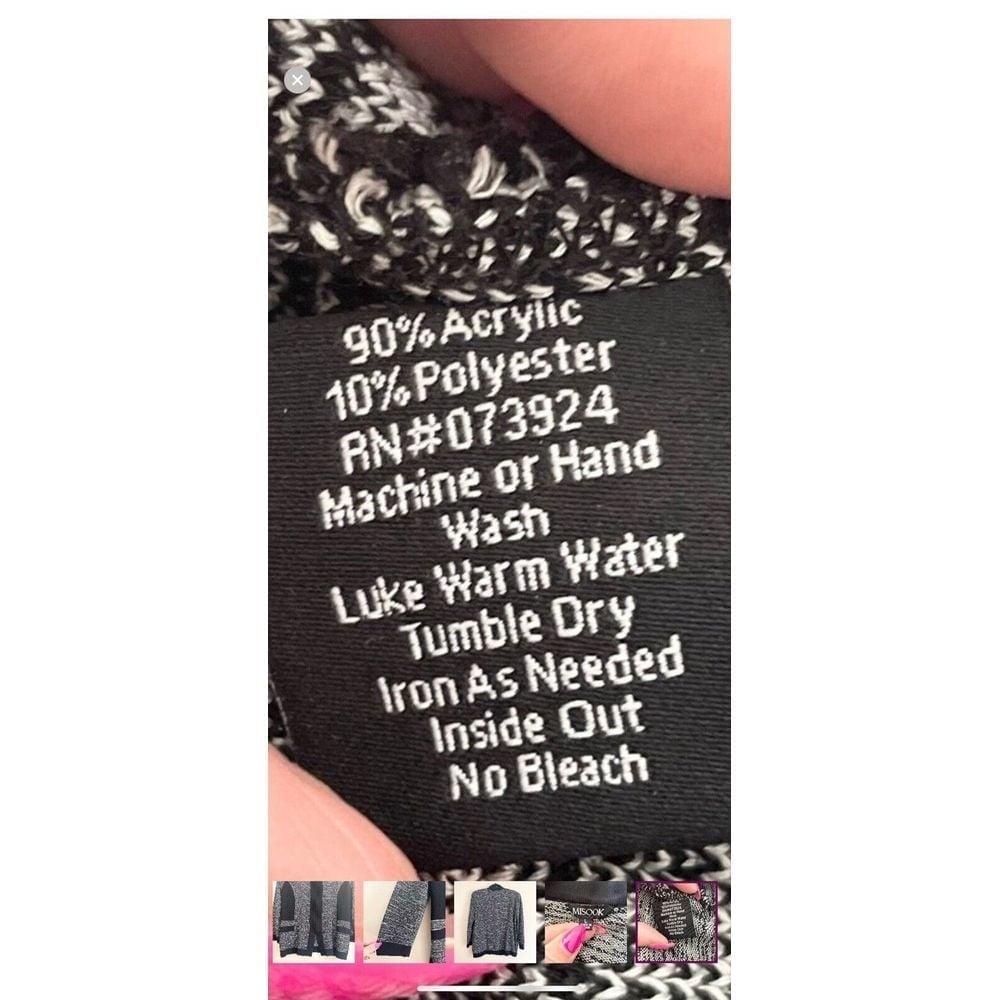 90% Acrylic
10% Polyester
RN#073924
Machine or Hand
Wash
Luke Warm Water
Tumble Dry
Iron As Needed
Inside Out
No Bleach
MISOOK